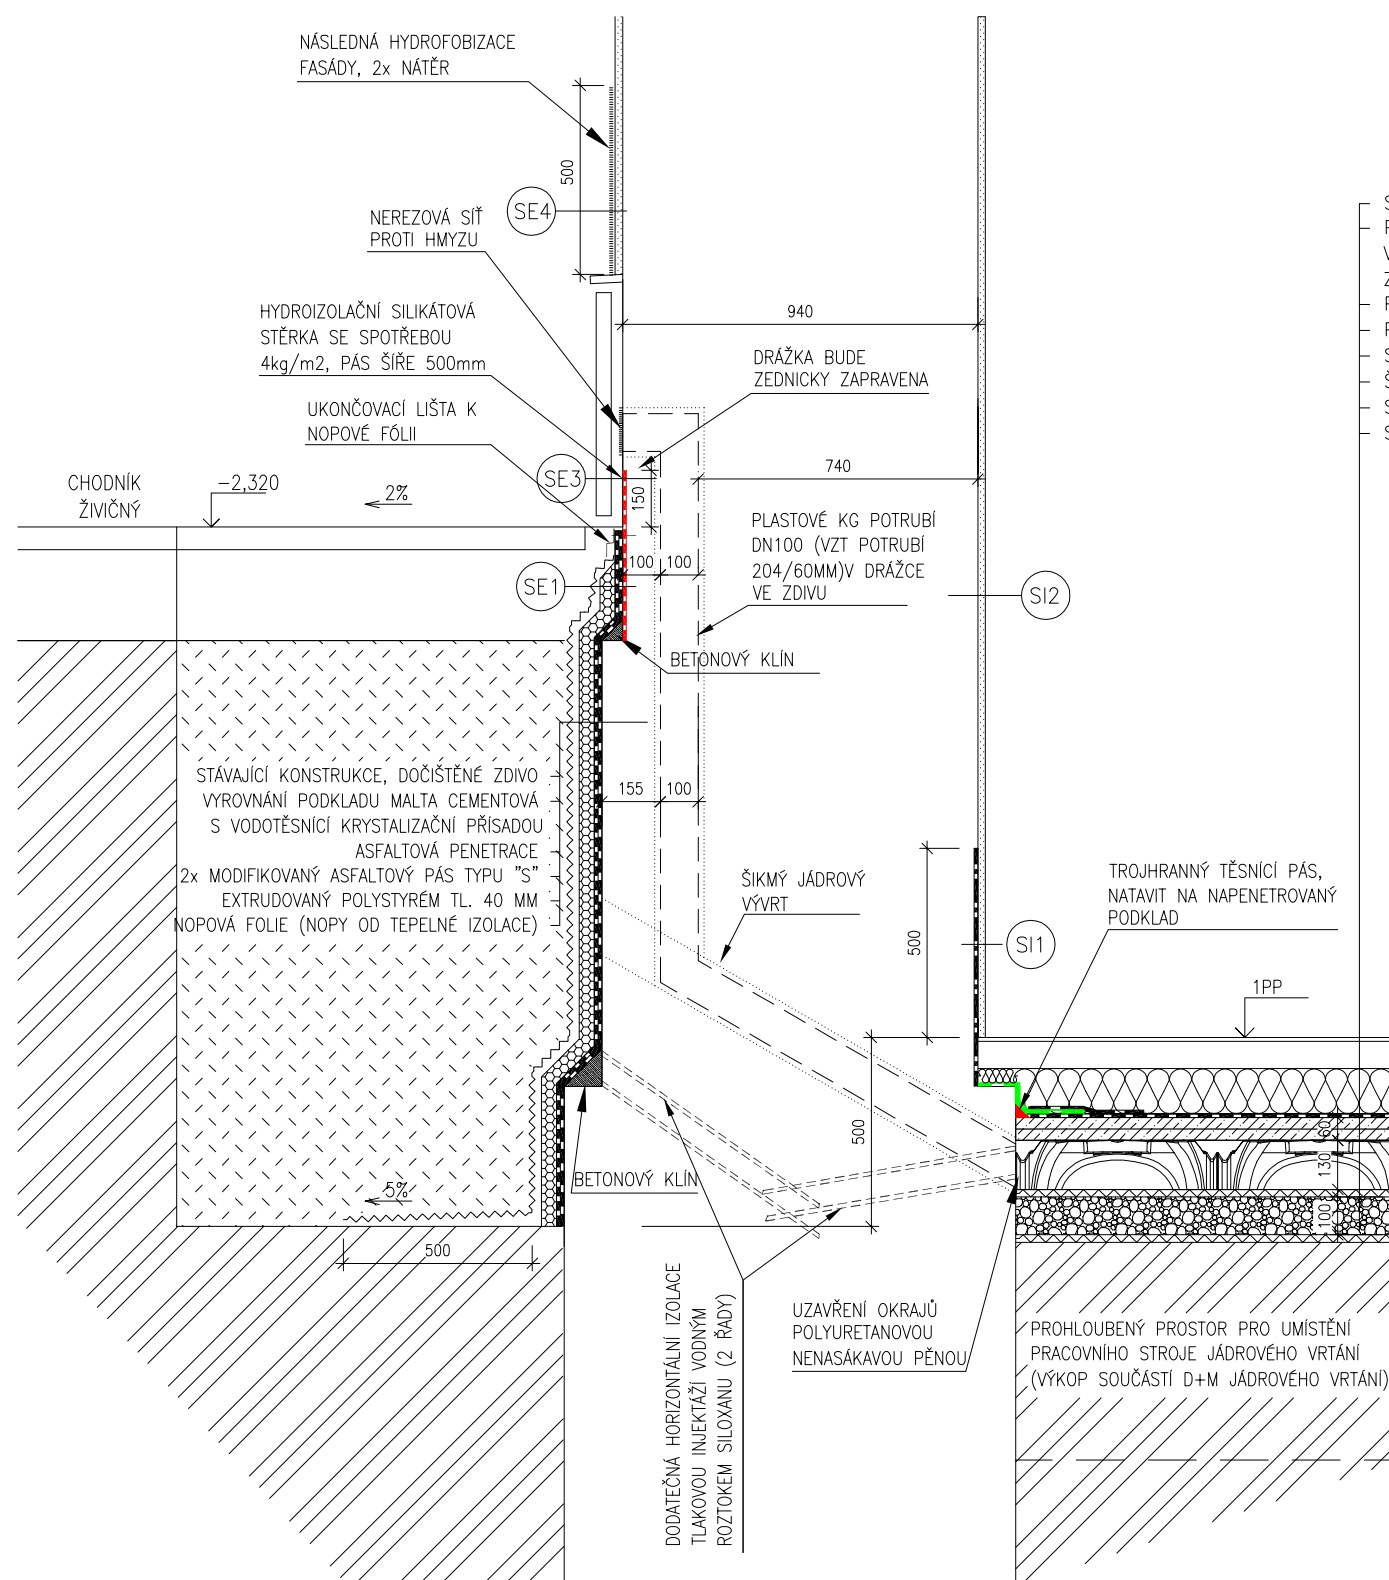 NÁSLEDNÁ HYDROFOBIZACE
FASÁDY, 2x NÁTĚR
500
SE4
NEREZOVÁ SÍŤ
PROTI HMYZU
HYDROIZOLAČNÍ SILIKÁTOVÁ
STĚRKA SE SPOTŘEBOU
4kg/m2, PÁS ŠÍŘE 500mm
940
DRÁŽKA BUDE
ZEDNICKY ZAPRAVENA
UKONČOVACÍ LIŠTA K
NOPOVÉ FÓLII
740
CHODNÍK
ŽIVIČNÝ
-2,320
2%
SE3
150
PLASTOVÉ KG POTRUBÍ
DN100 (VZT POTRUBÍ
204/60MM)V DRÁŽCE
VE ZDIVU
100
100
SE1
SI2
BETONOVÝ KLÍN
STÁVAJÍCÍ KONSTRUKCE, DOČIŠTĚNÉ ZDIVO
VYROVNÁNÍ PODKLADU MALTA CEMENTOVÁ
S VODOTĚSNÍCÍ KRYSTALIZAČNÍ PŘÍSADOU
ASFALTOVÁ PENETRACE
2x MODIFIKOVANÝ ASFALTOVÝ PÁS TYPU "S"
EXTRUDOVANÝ POLYSTYRÉM TL. 40 MM
NOPOVÁ FOLIE (NOPY OD TEPELNÉ IZOLACE)
155
100
ŠIKMÝ JÁDROVÝ
VÝVRT
TROJHRANNÝ TĚSNÍCÍ PÁS,
NATAVIT NA NAPENETROVANÝ
PODKLAD
500
SI1
1PP
500
60
130
100
BETONOVÝ KLÍN
5%
500
DODATEČNÁ HORIZONTÁLNÍ IZOLACE
TLAKOVOU INJEKTÁŽÍ VODNÝM
ROZTOKEM SILOXANU (2 ŘADY)
UZAVŘENÍ OKRAJŮ
POLYURETANOVOU
NENASÁKAVOU PĚNOU
PROHLOUBENÝ PROSTOR PRO UMÍSTĚNÍ
PRACOVNÍHO STROJE JÁDROVÉHO VRTÁNÍ
(VÝKOP SOUČÁSTÍ D+M JÁDROVÉHO VRTÁNÍ)